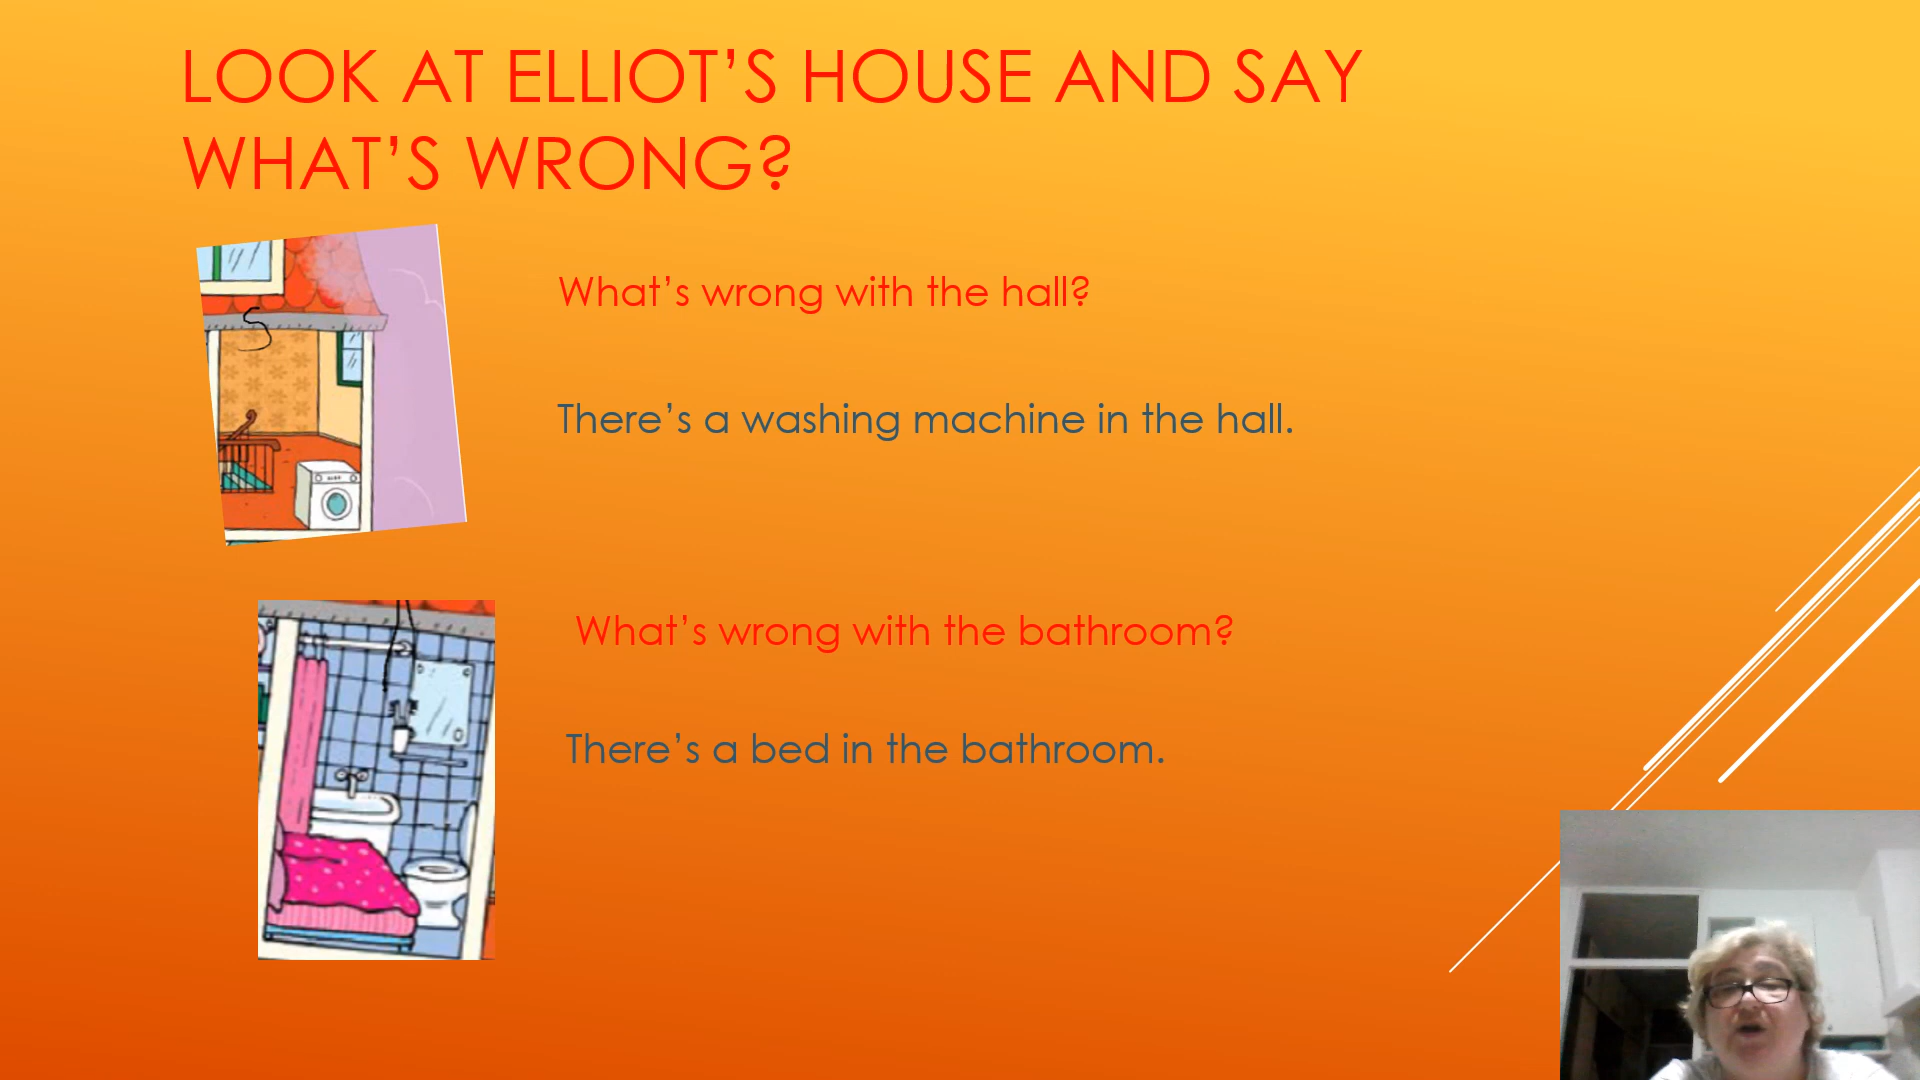 LOOK AT ELLIOT’S HOUSE AND SAY
WHAT’S WRONG?
What’s wrong with the hall?
There’s a washing machine in the hall.
What’s wrong with the bathroom?
There’s a bed in the bathroom.